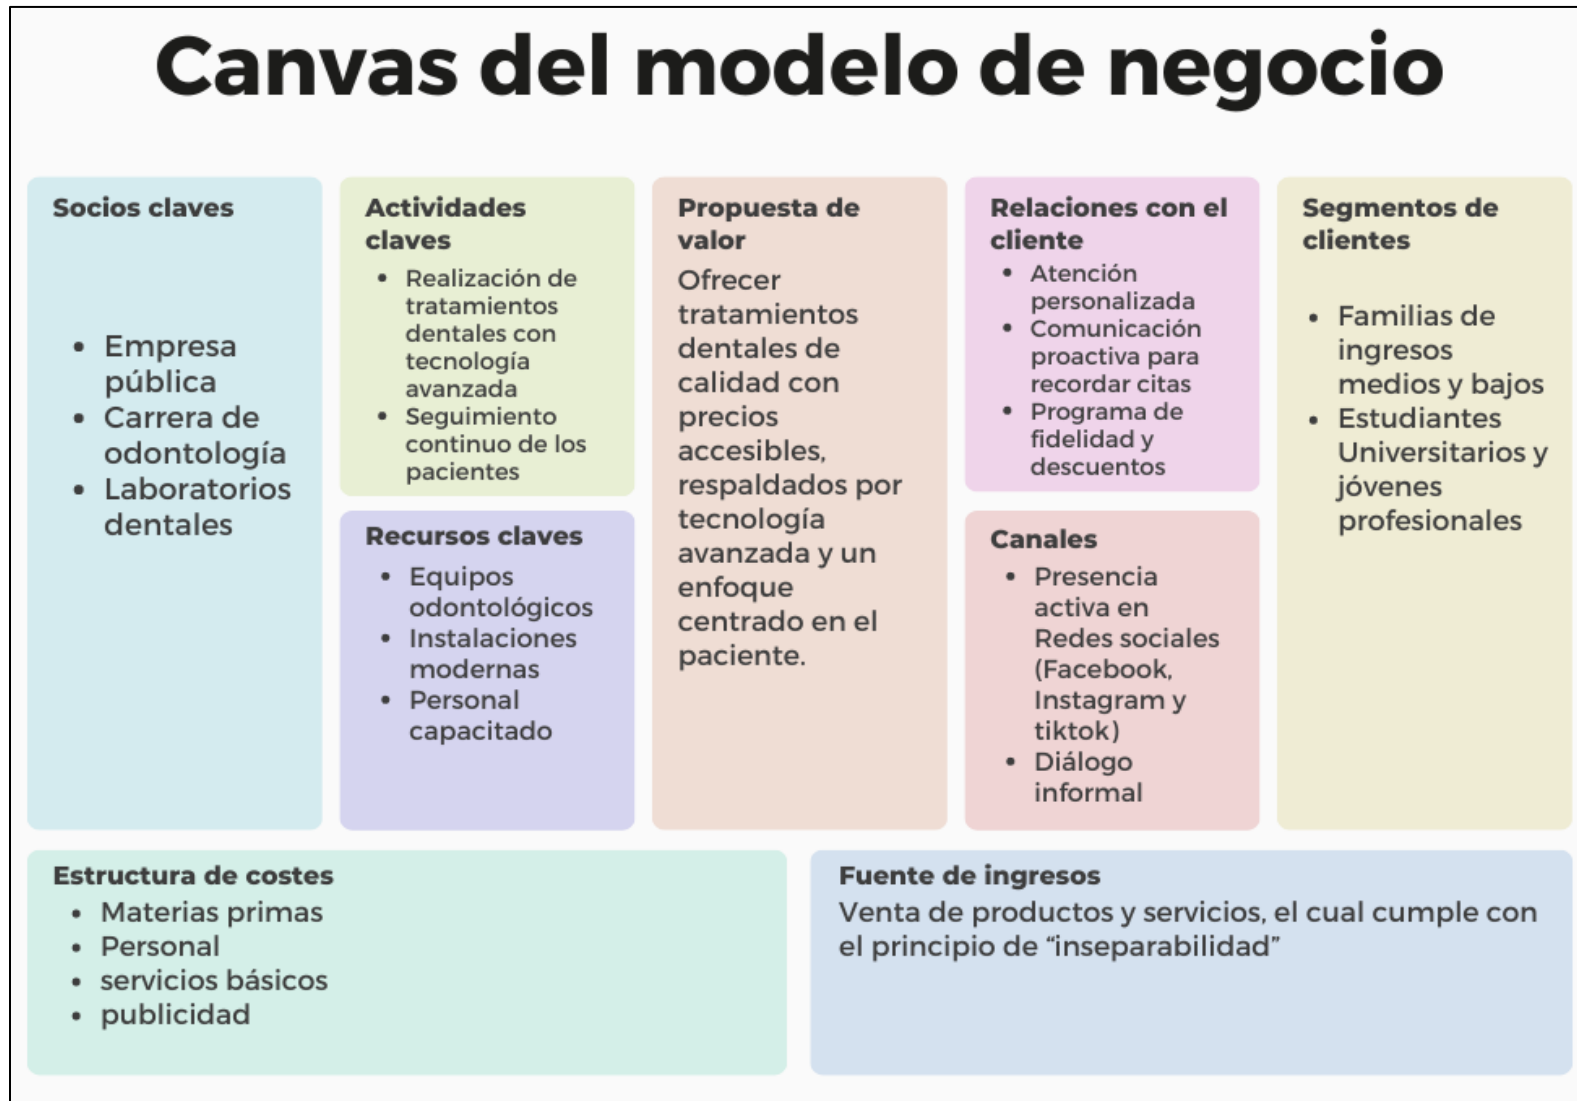 Canvas del modelo de negocio
Socios claves
• Empresa
pública
• Carrera de
odontología
• Laboratorios
dentales
Actividades
claves
• Realización de
tratamientos
dentales con
tecnología
avanzada
• Seguimiento
continuo de los
pacientes
Recursos claves
• Equipos
odontológicos
• Instalaciones
modernas
• Personal
capacitado
Propuesta de
valor
Ofrecer
tratamientos
dentales de
calidad con
precios
accesibles,
respaldados por
tecnología
avanzada y un
enfoque
centrado en el
paciente.
Relaciones con el
cliente
• Atención
personalizada
• Comunicación
proactiva para
recordar citas
• Programa de
fidelidad y
descuentos
Canales
• Presencia
activa en
Redes sociales
(Facebook,
Instagram y
tiktok)
• Diálogo
informal
Segmentos de
clientes
• Familias de
ingresos
medios y bajos
• Estudiantes
Universitarios y
jóvenes
profesionales
Estructura de costes
• Materias primas
• Personal
• servicios básicos
• publicidad
Fuente de ingresos
Venta de productos y servicios, el cual cumple con
el principio de “inseparabilidad”